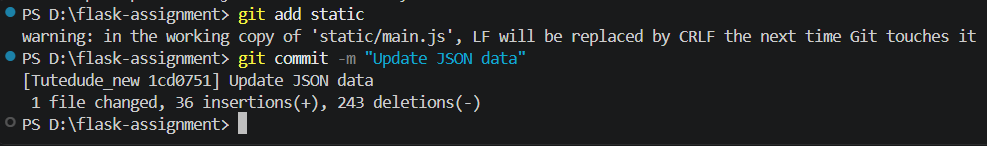 PS D:\flask-assignment> git add static
warning: in the working copy of 'static/main.js', LF will be replaced by CRLF the next time Git touches it
PS D:\flask-assignment> git commit -m "Update JSON data"
[Tutedude_new 1cd0751] Update JSON data
 1 file changed, 36 insertions(+), 243 deletions(-)
PS D:\flask-assignment>